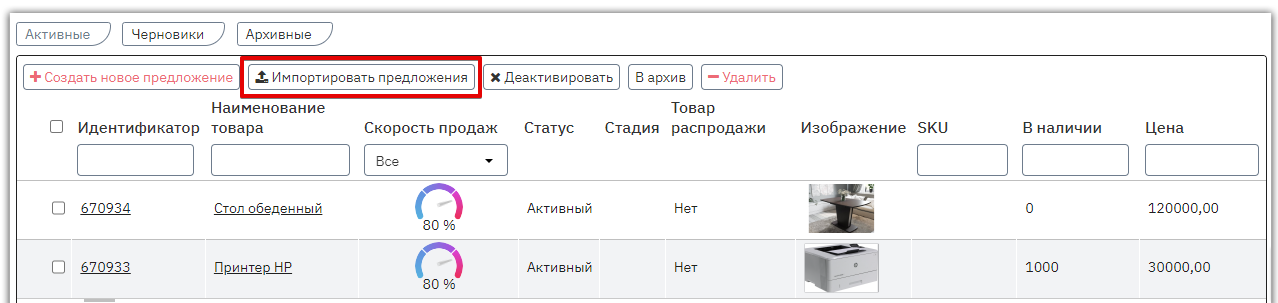 Активные Черновики Архивные
Создать новое предложение Импортировать предложения Деактивировать В архив Удалить
Идентификатор Наименование товара Скорость продаж Статус Стадия Товар распродажи Изображение SKU В наличии Цена
Все
670934 Стол обеденный 80 % Активный Нет 0 120000,00
670933 Принтер HP 80 % Активный Нет 1000 30000,00